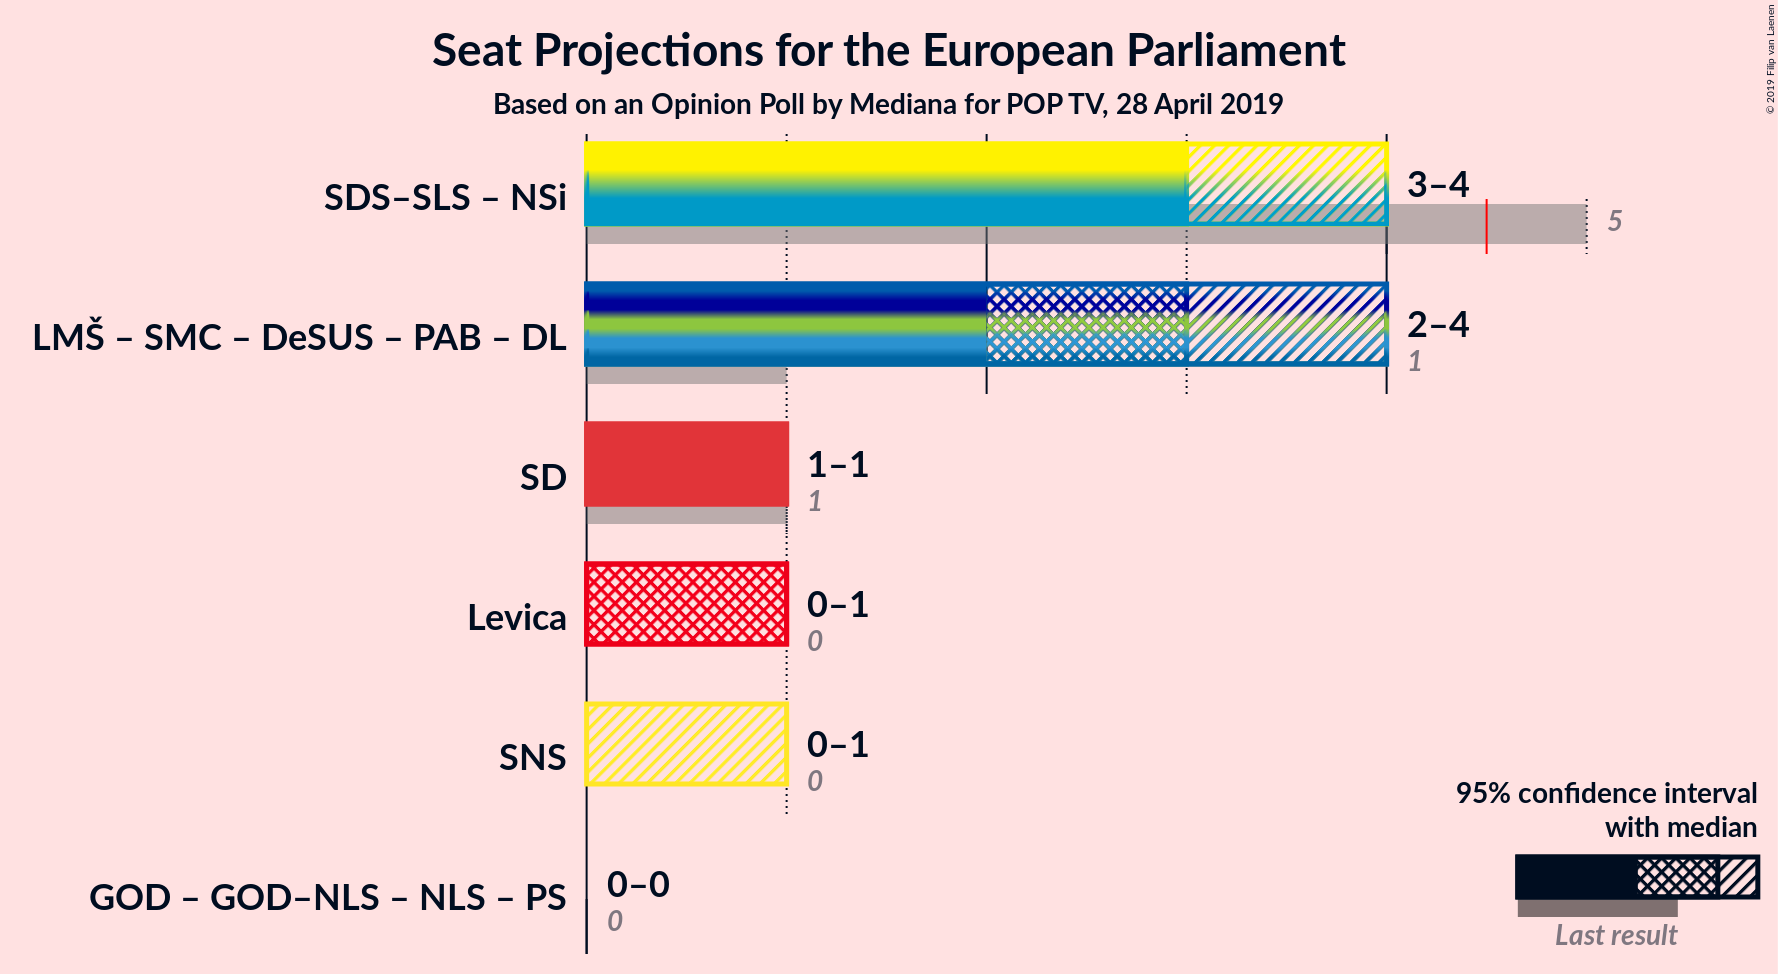 Seat Projections for the European Parliament
Based on an Opinion Poll by Mediana for POP TV, 28 April 2019
© 2019 Filip van Laenen
SDS–SLS – NSi
3–4
5
LMŠ – SMC – DeSUS – PAB – DL
2–4
1
SD
1–1
1
Levica
0–1
0
SNS
0–1
0
GOD – GOD–NLS – NLS – PS
0–0
0
95% confidence interval
with median
Last result